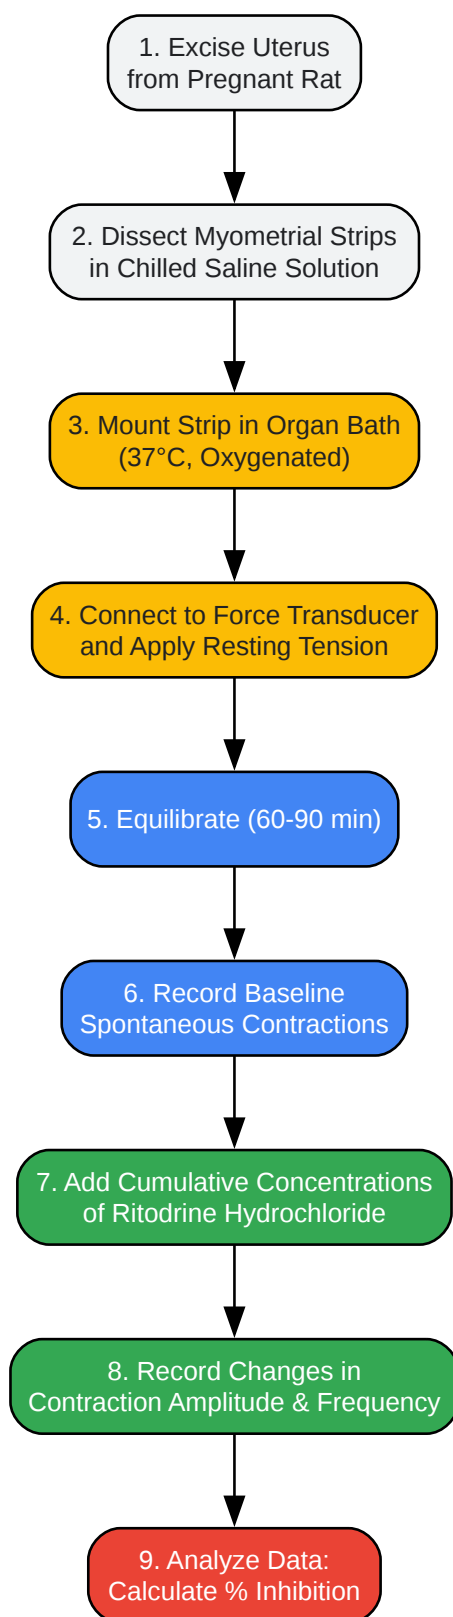 1. Excise Uterus
from Pregnant Rat
2. Dissect Myometrial Strips
in Chilled Saline Solution
3. Mount Strip in Organ Bath
(37°C, Oxygenated)
4. Connect to Force Transducer
and Apply Resting Tension
5. Equilibrate (60-90 min)
6. Record Baseline
Spontaneous Contractions
7. Add Cumulative Concentrations
of Ritodrine Hydrochloride
8. Record Changes in
Contraction Amplitude & Frequency
9. Analyze Data:
Calculate % Inhibition